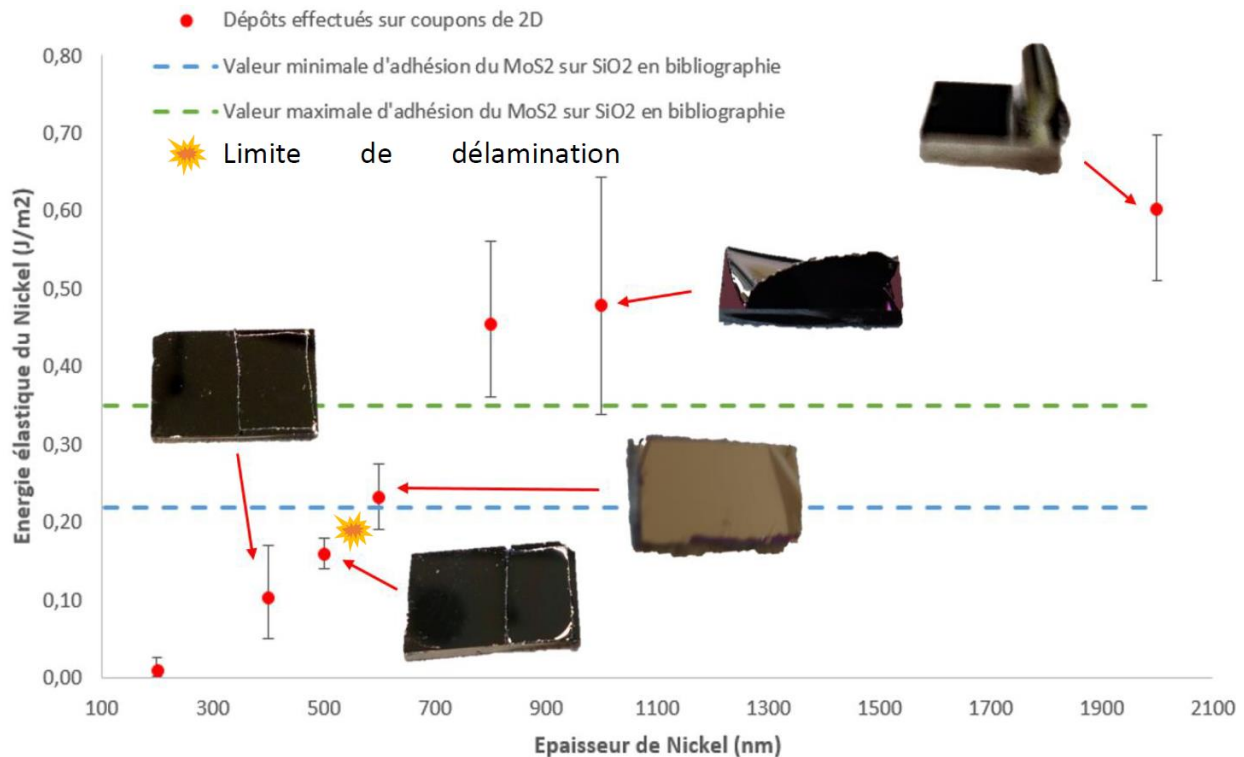 Dépôts effectués sur coupons de 2D
Valeur minimale d'adhésion du MoS2 sur SiO2 en bibliographie
Valeur maximale d'adhésion du MoS2 sur SiO2 en bibliographie
Limite de délamination
Energie élastique du Nickel (J/m2)
0,80
0,70
0,60
0,50
0,40
0,30
0,20
0,10
0,00
100 300 500 700 900 1100 1300 1500 1700 1900 2100
Epaisseur de Nickel (nm)